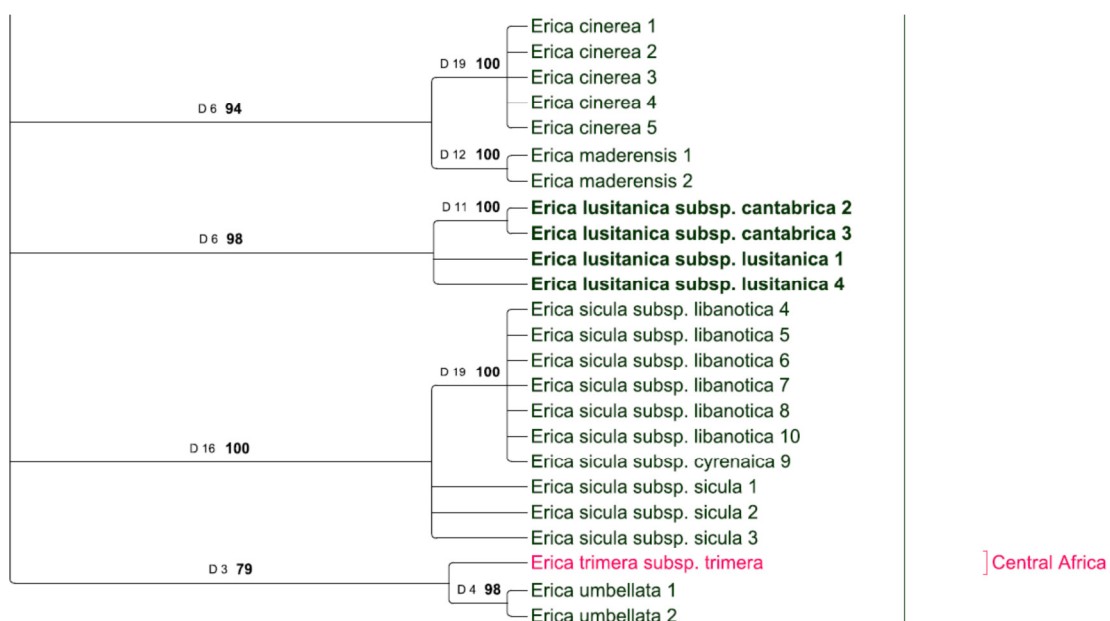 Erica cinerea 1
Erica cinerea 2
D 19 100
Erica cinerea 3
Erica cinerea 4
D 6 94
Erica cinerea 5
D 12 100
Erica maderensis 1
Erica maderensis 2
D 11 100
Erica lusitanica subsp. cantabrica 2
Erica lusitanica subsp. cantabrica 3
D 6 98
Erica lusitanica subsp. lusitanica 1
Erica lusitanica subsp. lusitanica 4
Erica sicula subsp. libanotica 4
Erica sicula subsp. libanotica 5
Erica sicula subsp. libanotica 6
D 19 100
Erica sicula subsp. libanotica 7
Erica sicula subsp. libanotica 8
Erica sicula subsp. libanotica 10
D 16 100
Erica sicula subsp. cyrenaica 9
Erica sicula subsp. sicula 1
Erica sicula subsp. sicula 2
Erica sicula subsp. sicula 3
Erica trimera subsp. trimera
Central Africa
D 3 79
D 4 98
Erica umbellata 1
Erica umbellata 2